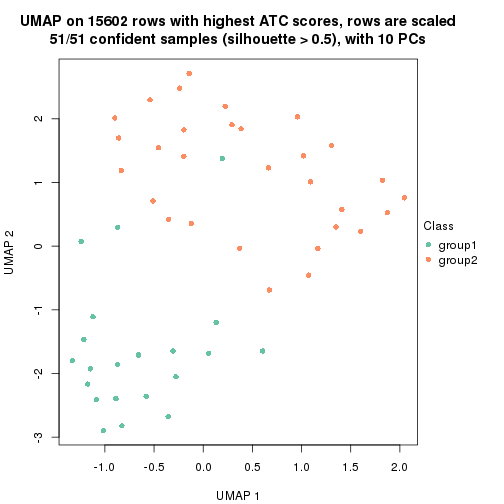 UMAP on 15602 rows with highest ATC scores, rows are scaled
51/51 confident samples (silhouette > 0.5), with 10 PCs
2
1
0
-1
-2
-3
UMAP 2
-1.0 -0.5 0.0 0.5 1.0 1.5 2.0
UMAP 1
Class
group1
group2